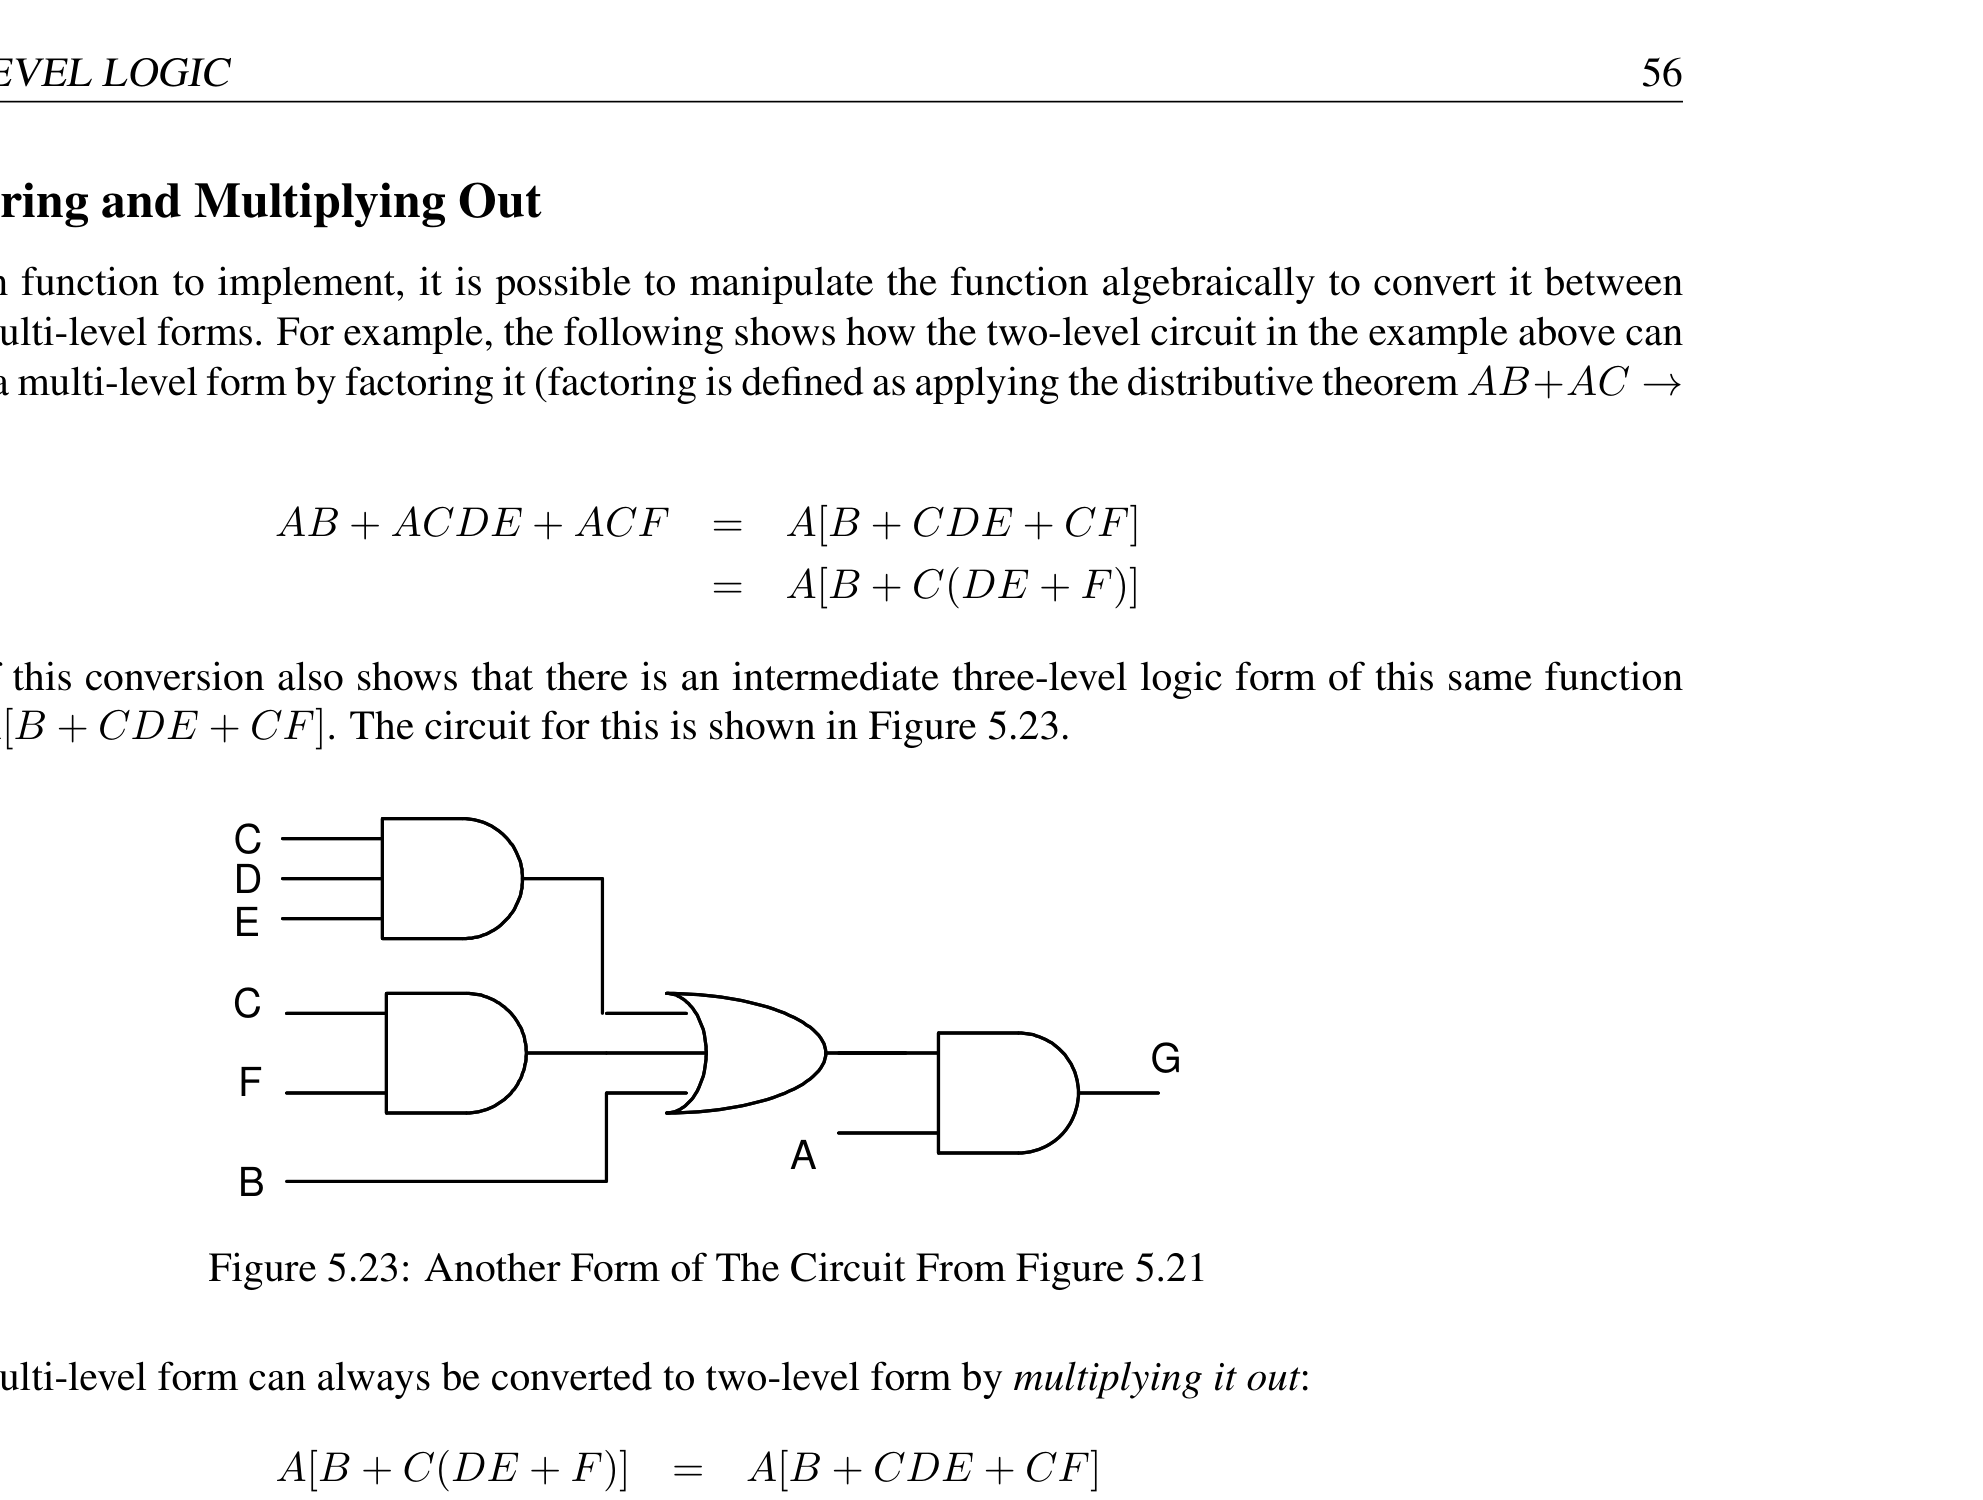 EVEL LOGIC 56
ring and Multiplying Out
n function to implement, it is possible to manipulate the function algebraically to convert it between
ulti-level forms. For example, the following shows how the two-level circuit in the example above can
a multi-level form by factoring it (factoring is defined as applying the distributive theorem AB+AC →
AB + ACDE + ACF = A[B + CDE + CF]
= A[B + C(DE + F)]
f this conversion also shows that there is an intermediate three-level logic form of this same function
[B + CDE + CF]. The circuit for this is shown in Figure 5.23.
C
D
E
C
F
B
A
G
Figure 5.23: Another Form of The Circuit From Figure 5.21
ulti-level form can always be converted to two-level form by multiplying it out:
A[B + C(DE + F)] = A[B + CDE + CF]